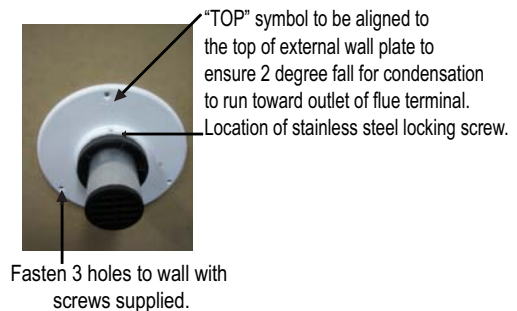 “TOP” symbol to be aligned to
the top of external wall plate to
ensure 2 degree fall for condensation
to run toward outlet of flue terminal.
Location of stainless steel locking screw.
Fasten 3 holes to wall with
screws supplied.